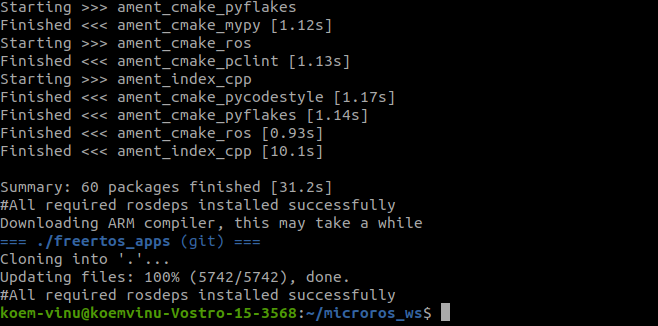 Starting >>> ament_cmake_pyflakes
Finished <<< ament_cmake_mypy [1.12s]
Starting >>> ament_cmake_ros
Finished <<< ament_cmake_pclint [1.13s]
Starting >>> ament_index_cpp
Finished <<< ament_cmake_pycodestyle [1.17s]
Finished <<< ament_cmake_pyflakes [1.14s]
Finished <<< ament_cmake_ros [0.93s]
Finished <<< ament_index_cpp [10.1s]
Summary: 60 packages finished [31.2s]
#All required rosdeps installed successfully
Downloading ARM compiler, this may take a while
=== ./freertos_apps (git) ===
Cloning into '.'...
Updating files: 100% (5742/5742), done.
#All required rosdeps installed successfully
koem-vinu@koemvinu-Vostro-15-3568:~/microros_ws$